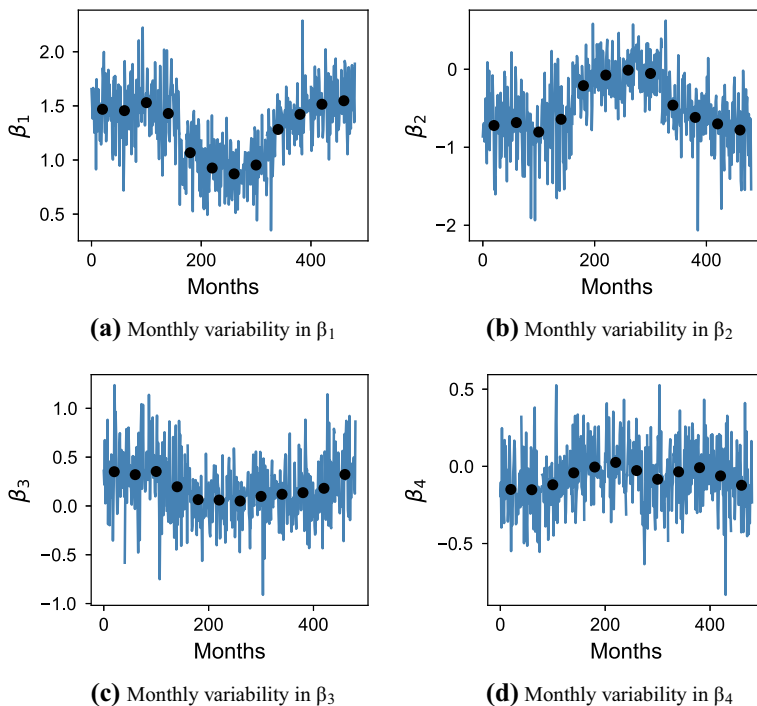 2.0
1.5
1.0
0.5
β1
0 200 400
Months
(a) Monthly variability in β1
0
−1
−2
β2
0 200 400
Months
(b) Monthly variability in β2
1.0
0.5
0.0
−0.5
−1.0
β3
0 200 400
Months
(c) Monthly variability in β3
0.5
0.0
−0.5
β4
0 200 400
Months
(d) Monthly variability in β4